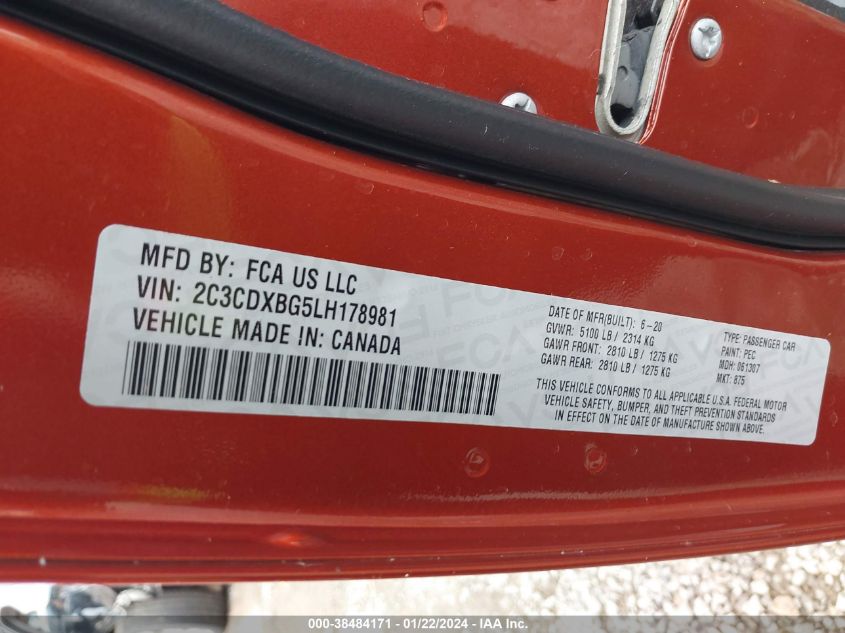 MFD BY: FCA US LLC
VIN: 2C3CDXBG5LH178981
VEHICLE MADE IN: CANADA
DATE OF MFR(BUILT): 6-20
GVWR: 5100 LB / 2314 KG
GAWR FRONT: 2810 LB / 1275 KG
GAWR REAR: 2810 LB / 1275 KG
TYPE: PASSENGER CAR
PAINT: PEC
MDH: 061307
MKT: 875
THIS VEHICLE CONFORMS TO ALL APPLICABLE U.S.A. FEDERAL MOTOR
VEHICLE SAFETY, BUMPER, AND THEFT PREVENTION STANDARDS
IN EFFECT ON THE DATE OF MANUFACTURE SHOWN ABOVE.
000-38484171 - 01/22/2024 - IAA Inc.